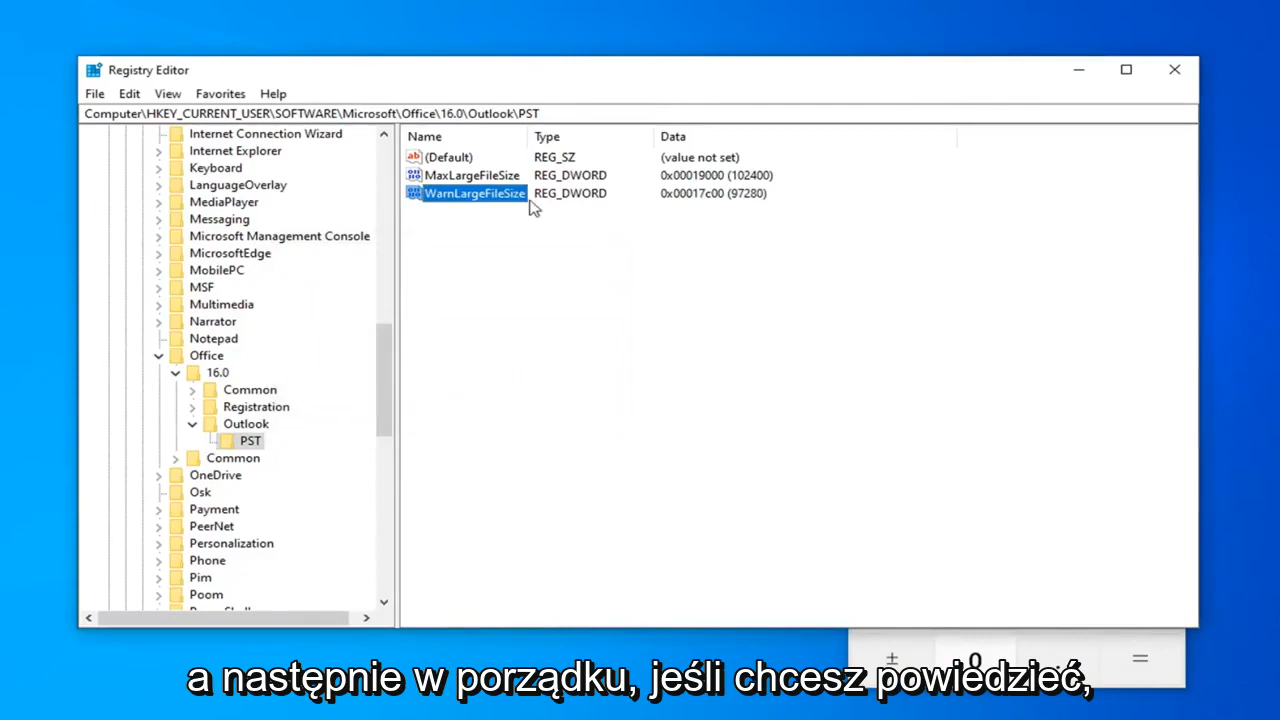 Registry Editor
File Edit View Favorites Help
Computer\HKEY_CURRENT_USER\SOFTWARE\Microsoft\Office\16.0\Outlook\PST
Internet Connection Wizard
Internet Explorer
Keyboard
LanguageOverlay
MediaPlayer
Messaging
Microsoft Management Console
MicrosoftEdge
MobilePC
MSF
Multimedia
Narrator
Notepad
Office
16.0
Common
Registration
Outlook
PST
Common
OneDrive
Osk
Payment
PeerNet
Personalization
Phone
Pim
Poom
Name Type Data
(Default) REG_SZ (value not set)
MaxLargeFileSize REG_DWORD 0x00019000 (102400)
WarnLargeFileSize REG_DWORD 0x00017c00 (97280)
± 0 . =
a następnie w porządku, jeśli chcesz powiedzieć,